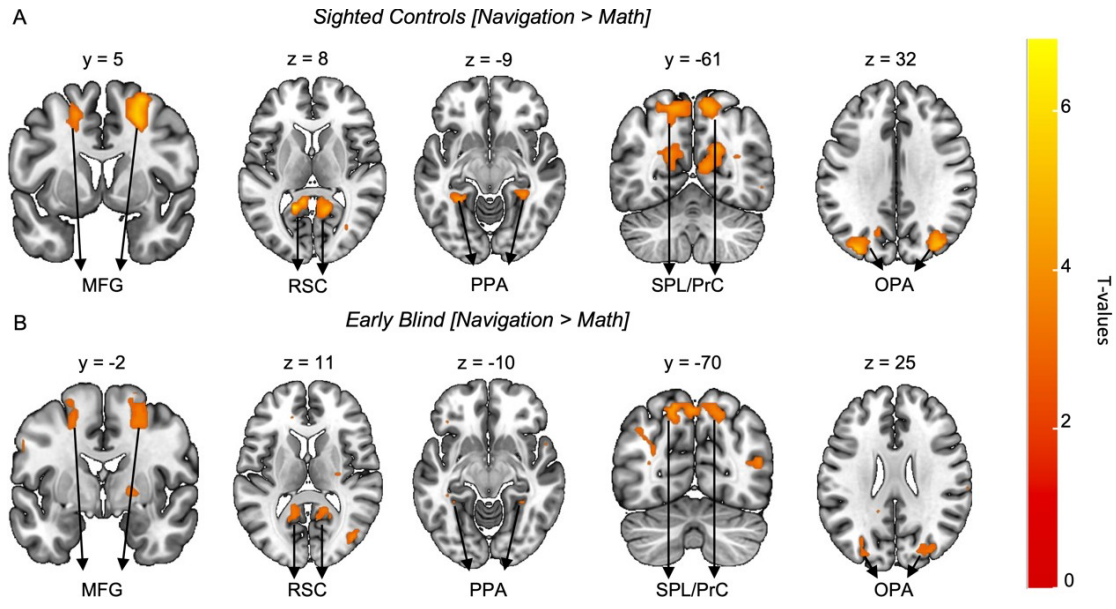 A
Sighted Controls [Navigation > Math]
y = 5
z = 8
z = -9
y = -61
z = 32
MFG
RSC
PPA
SPL/PrC
OPA
B
Early Blind [Navigation > Math]
y = -2
z = 11
z = -10
y = -70
z = 25
MFG
RSC
PPA
SPL/PrC
OPA
6
4
2
0
T-values